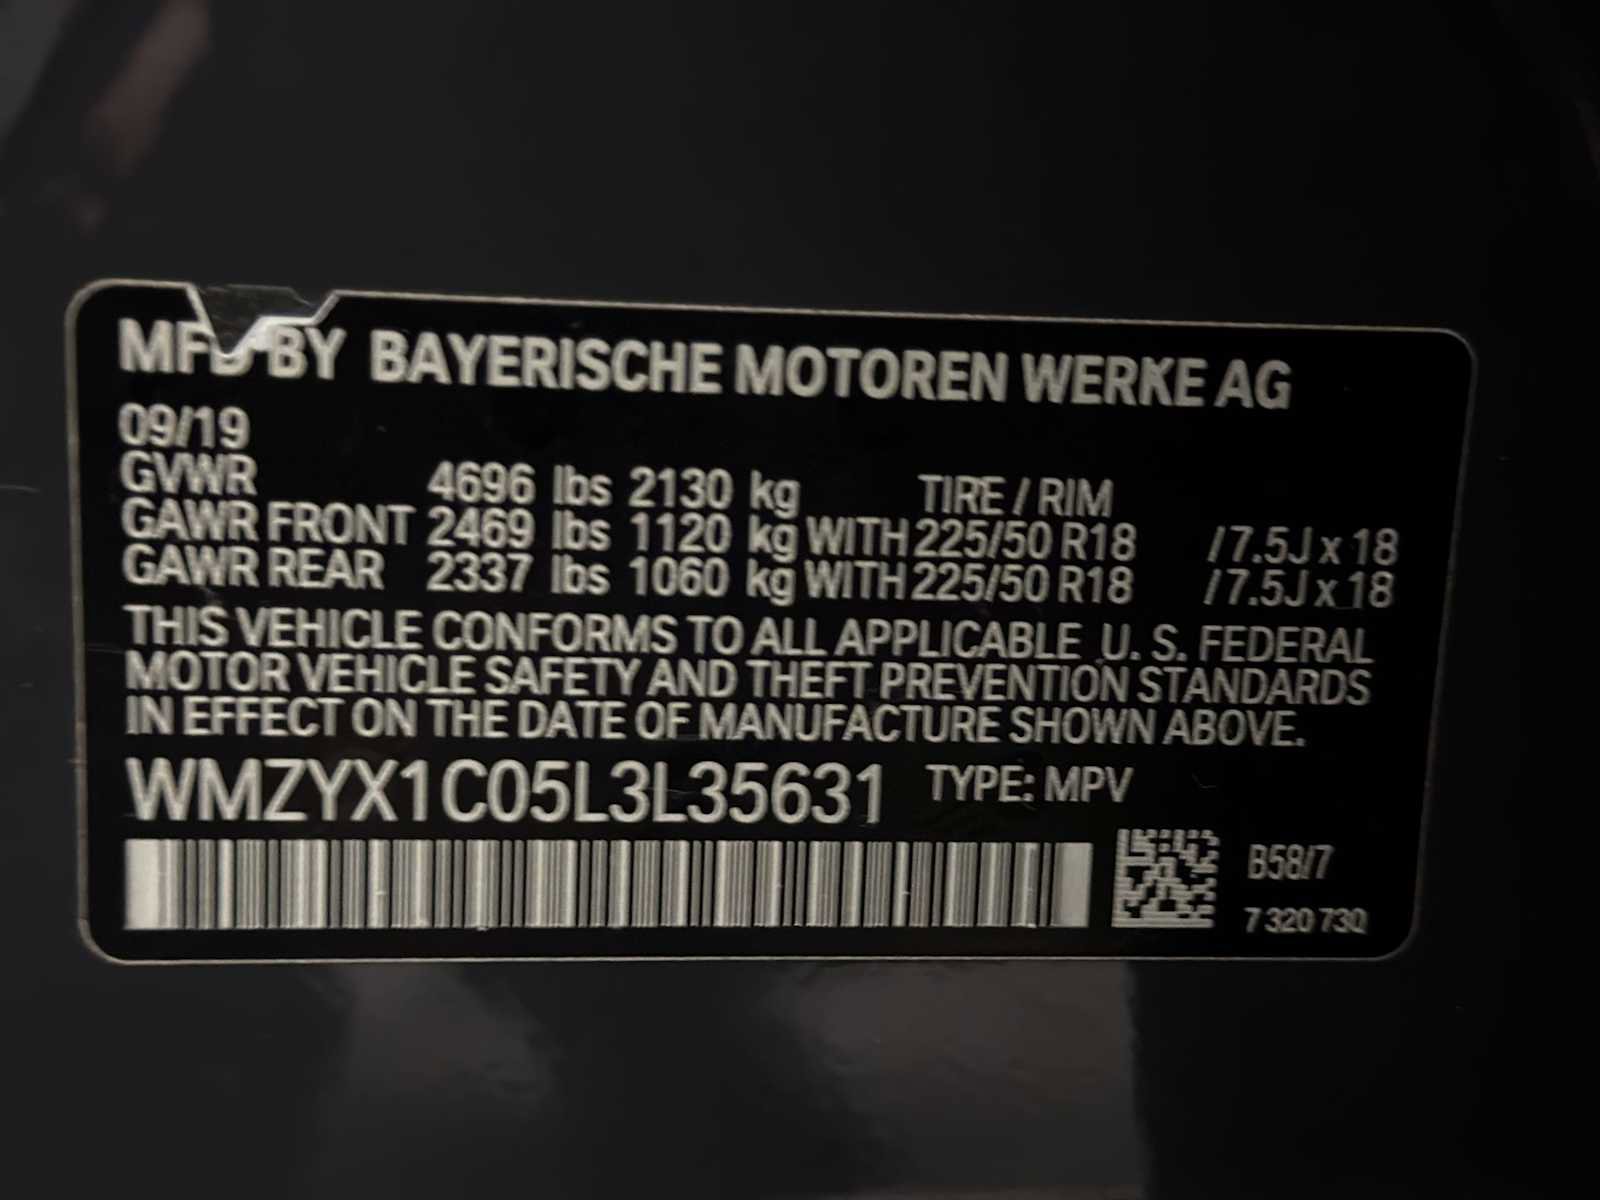 MFD BY BAYERISCHE MOTOREN WERKE AG
09/19
GVWR 4696 lbs 2130 kg TIRE / RIM
GAWR FRONT 2469 lbs 1120 kg WITH 225/50 R18 / 7.5J x 18
GAWR REAR 2337 lbs 1060 kg WITH 225/50 R18 / 7.5J x 18
THIS VEHICLE CONFORMS TO ALL APPLICABLE U. S. FEDERAL
MOTOR VEHICLE SAFETY AND THEFT PREVENTION STANDARDS
IN EFFECT ON THE DATE OF MANUFACTURE SHOWN ABOVE.
WMZYX1C05L3L35631 TYPE: MPV
B58/7
7 320 730